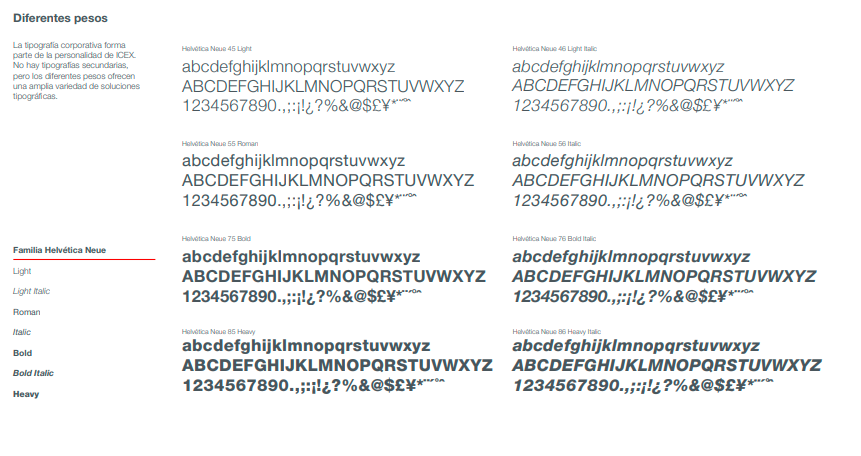 Diferentes pesos
La tipografía corporativa forma
parte de la personalidad de ICEX.
No hay tipografías secundarias,
pero los diferentes pesos ofrecen
una amplia variedad de soluciones
tipográficas.
Familia Helvética Neue
Light
Light Italic
Roman
Italic
Bold
Bold Italic
Heavy
Helvética Neue 45 Light
abcdefghijklmnopqrstuvwxyz
ABCDEFGHIJKLMNOPQRSTUVWXYZ
1234567890.,;:¡!¿?%&@$£¥*
Helvética Neue 46 Light Italic
abcdefghijklmnopqrstuvwxyz
ABCDEFGHIJKLMNOPQRSTUVWXYZ
1234567890.,;:¡!¿?%&@$£¥*
Helvética Neue 55 Roman
abcdefghijklmnopqrstuvwxyz
ABCDEFGHIJKLMNOPQRSTUVWXYZ
1234567890.,;:¡!¿?%&@$£¥*
Helvética Neue 56 Italic
abcdefghijklmnopqrstuvwxyz
ABCDEFGHIJKLMNOPQRSTUVWXYZ
1234567890.,;:¡!¿?%&@$£¥*
Helvética Neue 75 Bold
abcdefghijklmnopqrstuvwxyz
ABCDEFGHIJKLMNOPQRSTUVWXYZ
1234567890.,;:¡!¿?%&@$£¥*
Helvética Neue 76 Bold Italic
abcdefghijklmnopqrstuvwxyz
ABCDEFGHIJKLMNOPQRSTUVWXYZ
1234567890.,;:¡!¿?%&@$£¥*
Helvética Neue 85 Heavy
abcdefghijklmnopqrstuvwxyz
ABCDEFGHIJKLMNOPQRSTUVWXYZ
1234567890.,;:¡!¿?%&@$£¥*
Helvética Neue 86 Heavy Italic
abcdefghijklmnopqrstuvwxyz
ABCDEFGHIJKLMNOPQRSTUVWXYZ
1234567890.,;:¡!¿?%&@$£¥*